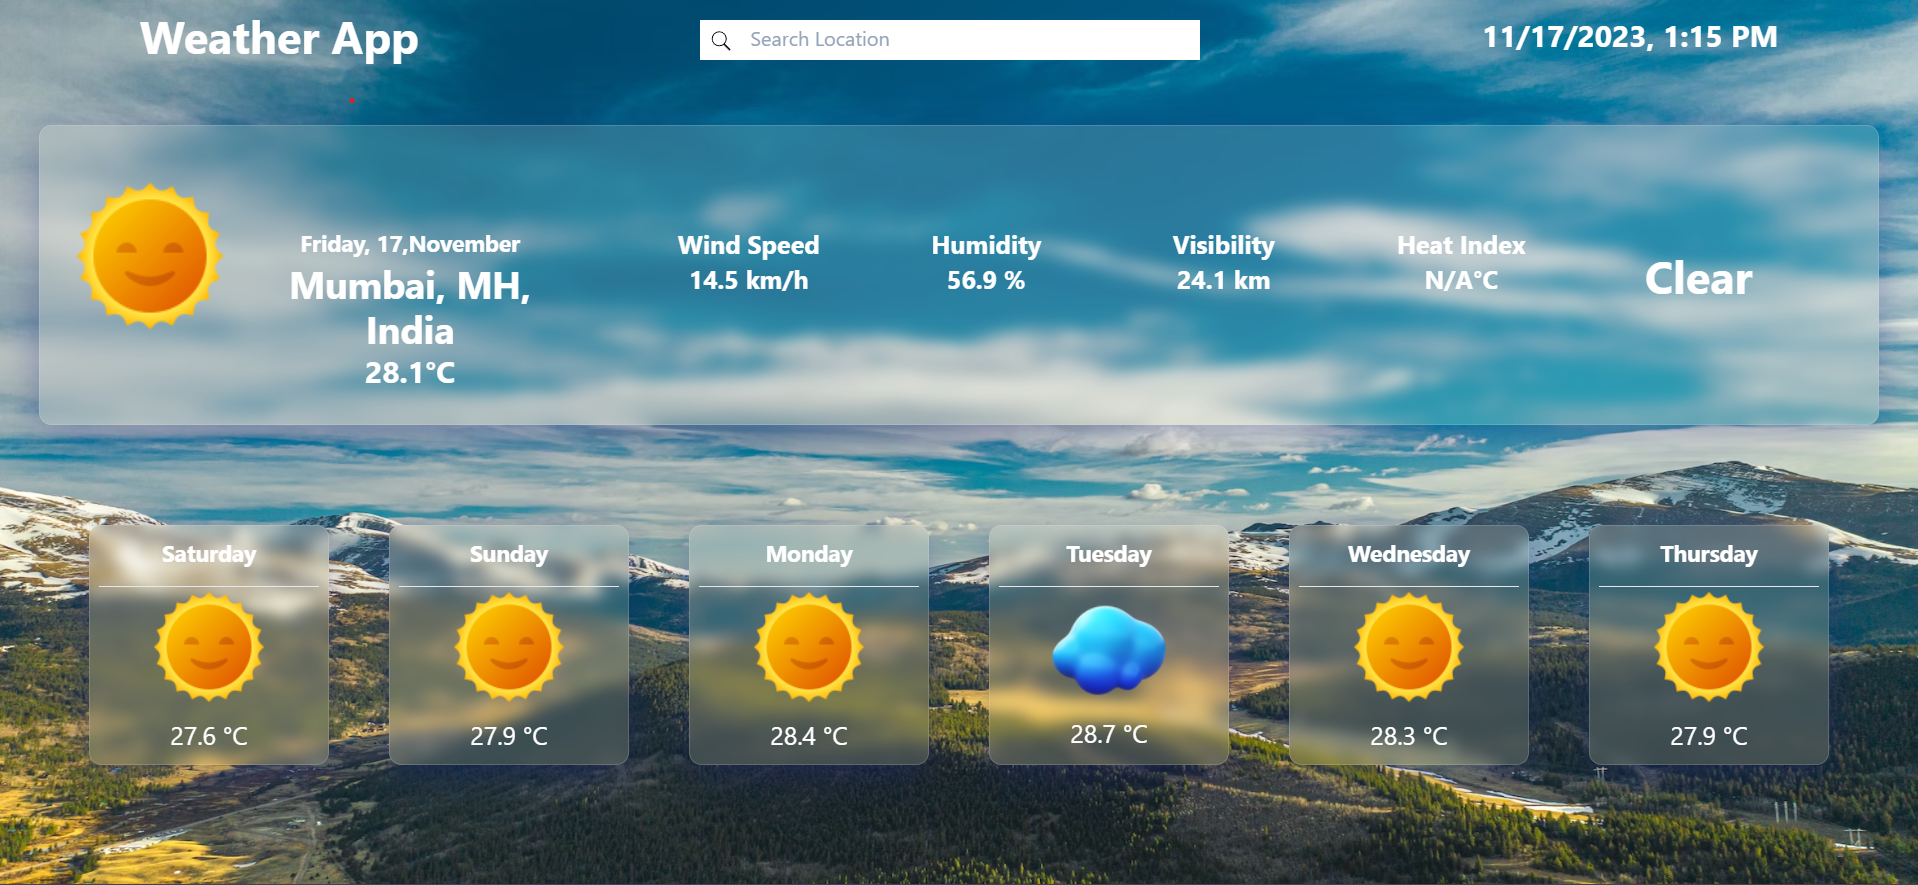 Weather App
Search Location
11/17/2023, 1:15 PM
Friday, 17,November
Mumbai, MH,
India
28.1°C
Wind Speed
14.5 km/h
Humidity
56.9 %
Visibility
24.1 km
Heat Index
N/A°C
Clear
Saturday
27.6 °C
Sunday
27.9 °C
Monday
28.4 °C
Tuesday
28.7 °C
Wednesday
28.3 °C
Thursday
27.9 °C